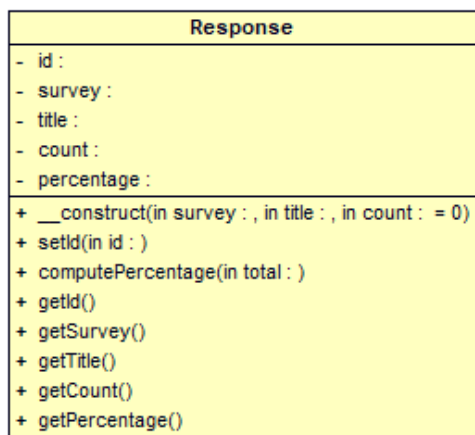 Response
- id :
- survey :
- title :
- count :
- percentage :
+ __construct(in survey : , in title : , in count : = 0)
+ setId(in id : )
+ computePercentage(in total : )
+ getId()
+ getSurvey()
+ getTitle()
+ getCount()
+ getPercentage()